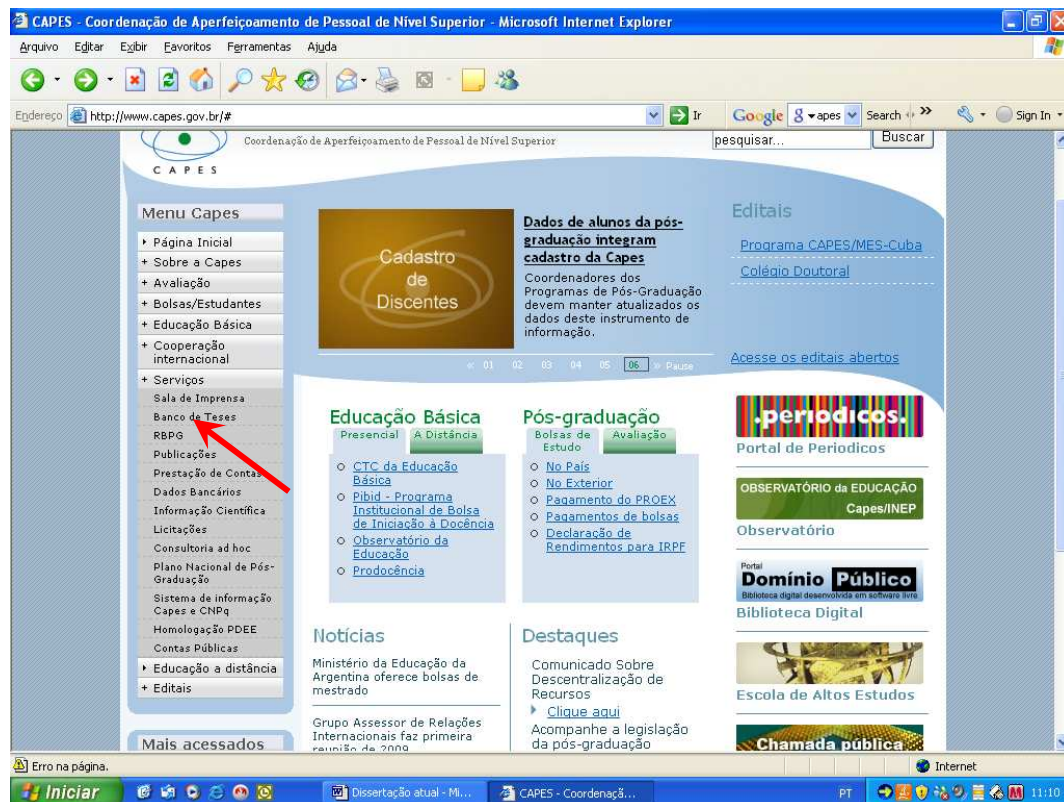 CAPES - Coordenação de Aperfeiçoamento de Pessoal de Nível Superior - Microsoft Internet Explorer
Arquivo Editar Exibir Favoritos Ferramentas Ajuda
Endereço http://www.capes.gov.br/# Ir Google apes Search Sign In
Coordenação de Aperfeiçoamento de Pessoal de Nível Superior
pesquisar... Buscar
CAPES
Menu Capes
Página Inicial
+ Sobre a Capes
+ Avaliação
+ Bolsas/Estudantes
+ Educação Básica
+ Cooperação
internacional
+ Serviços
Sala de Imprensa
Banco de Teses
RBPG
Publicações
Prestação de Contas
Dados Bancários
Informação Científica
Licitações
Consultoria ad hoc
Plano Nacional de Pós-
Graduação
Sistema de informação
Capes e CNPq
Homologação PDEE
Contas Públicas
Educação a distância
+ Editais
Mais acessados
Cadastro
de
Discentes
Dados de alunos da pós-
graduação integram
cadastro da Capes
Coordenadores dos
Programas de Pós-Graduação
devem manter atualizados os
dados deste instrumento de
informação.
« 01 02 03 04 05 06 » Pause
Editais
Programa CAPES/MES-Cuba
Colégio Doutoral
Acesse os editais abertos
Educação Básica
Presencial A Distância
CTC da Educação
Básica
Pibid - Programa
Institucional de Bolsa
de Iniciação à Docência
Observatório da
Educação
Prodocência
Pós-graduação
Bolsas de
Estudo
Avaliação
No País
No Exterior
Pagamento do PROEX
Pagamentos de bolsas
Declaração de
Rendimentos para IRPF
.periodicos.
Portal de Periodicos
OBSERVATÓRIO da EDUCAÇÃO
Capes/INEP
Observatório
Portal
Domínio Público
Biblioteca digital desenvolvida em software livre
Biblioteca Digital
Escola de Altos Estudos
Chamada pública
Notícias
Ministério da Educação da
Argentina oferece bolsas de
mestrado
Grupo Assessor de Relações
Internacionais faz primeira
reunião de 2009
Destaques
Comunicado Sobre
Descentralização de
Recursos
Clique aqui
Acompanhe a legislação
da pós-graduação
Erro na página. Internet
Iniciar Dissertação atual - Mi... CAPES - Coordenaçã... PT 11:10